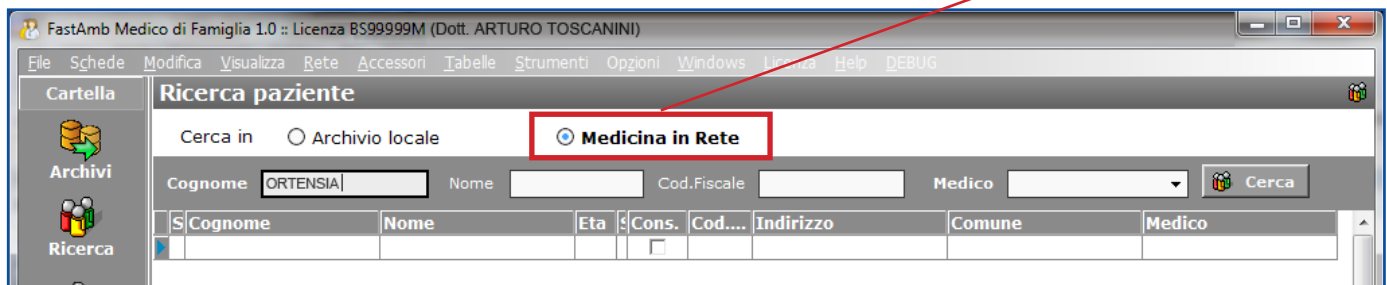 FastAmb Medico di Famiglia 1.0 :: Licenza BS99999M (Dott. ARTURO TOSCANINI)
File Schede Modifica Visualizza Rete Accessori Tabelle Strumenti Opzioni Windows Licenza Help DEBUG
Cartella Ricerca paziente
Cerca in Archivio locale Medicina in Rete
Archivi
Cognome ORTENSIA Nome Cod.Fiscale Medico Cerca
S Cognome Nome Eta S Cons. Cod.... Indirizzo Comune Medico
Ricerca